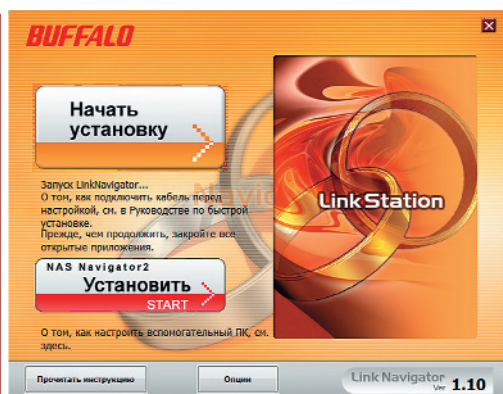 BUFFALO
Начать
установку
Запуск LinkNavigator...
О том, как подключить кабель перед
настройкой, см. в Руководстве по быстрой
установке.
Прежде, чем продолжить, закройте все
открытые приложения.
NAS Navigator2
Установить
START
О том, как настроить вспомогательный ПК, см.
здесь.
LinkStation
Прочитать инструкцию
Опции
Link Navigator
Ver 1.10